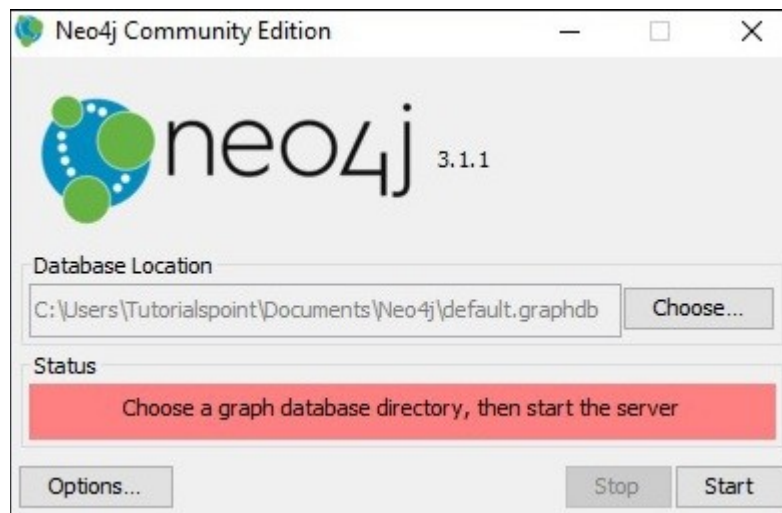 Neo4j Community Edition
neo4j 3.1.1
Database Location
C:\Users\Tutorialspoint\Documents\Neo4j\default.graphdb Choose...
Status
Choose a graph database directory, then start the server
Options... Stop Start